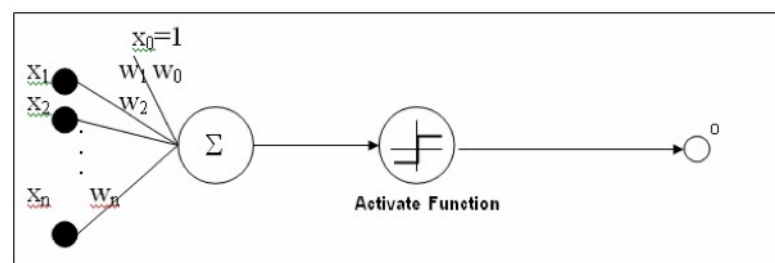 x₀=1
x₁ w₁ w₀
x₂ w₂
Σ
o
xₙ wₙ
Activate Function